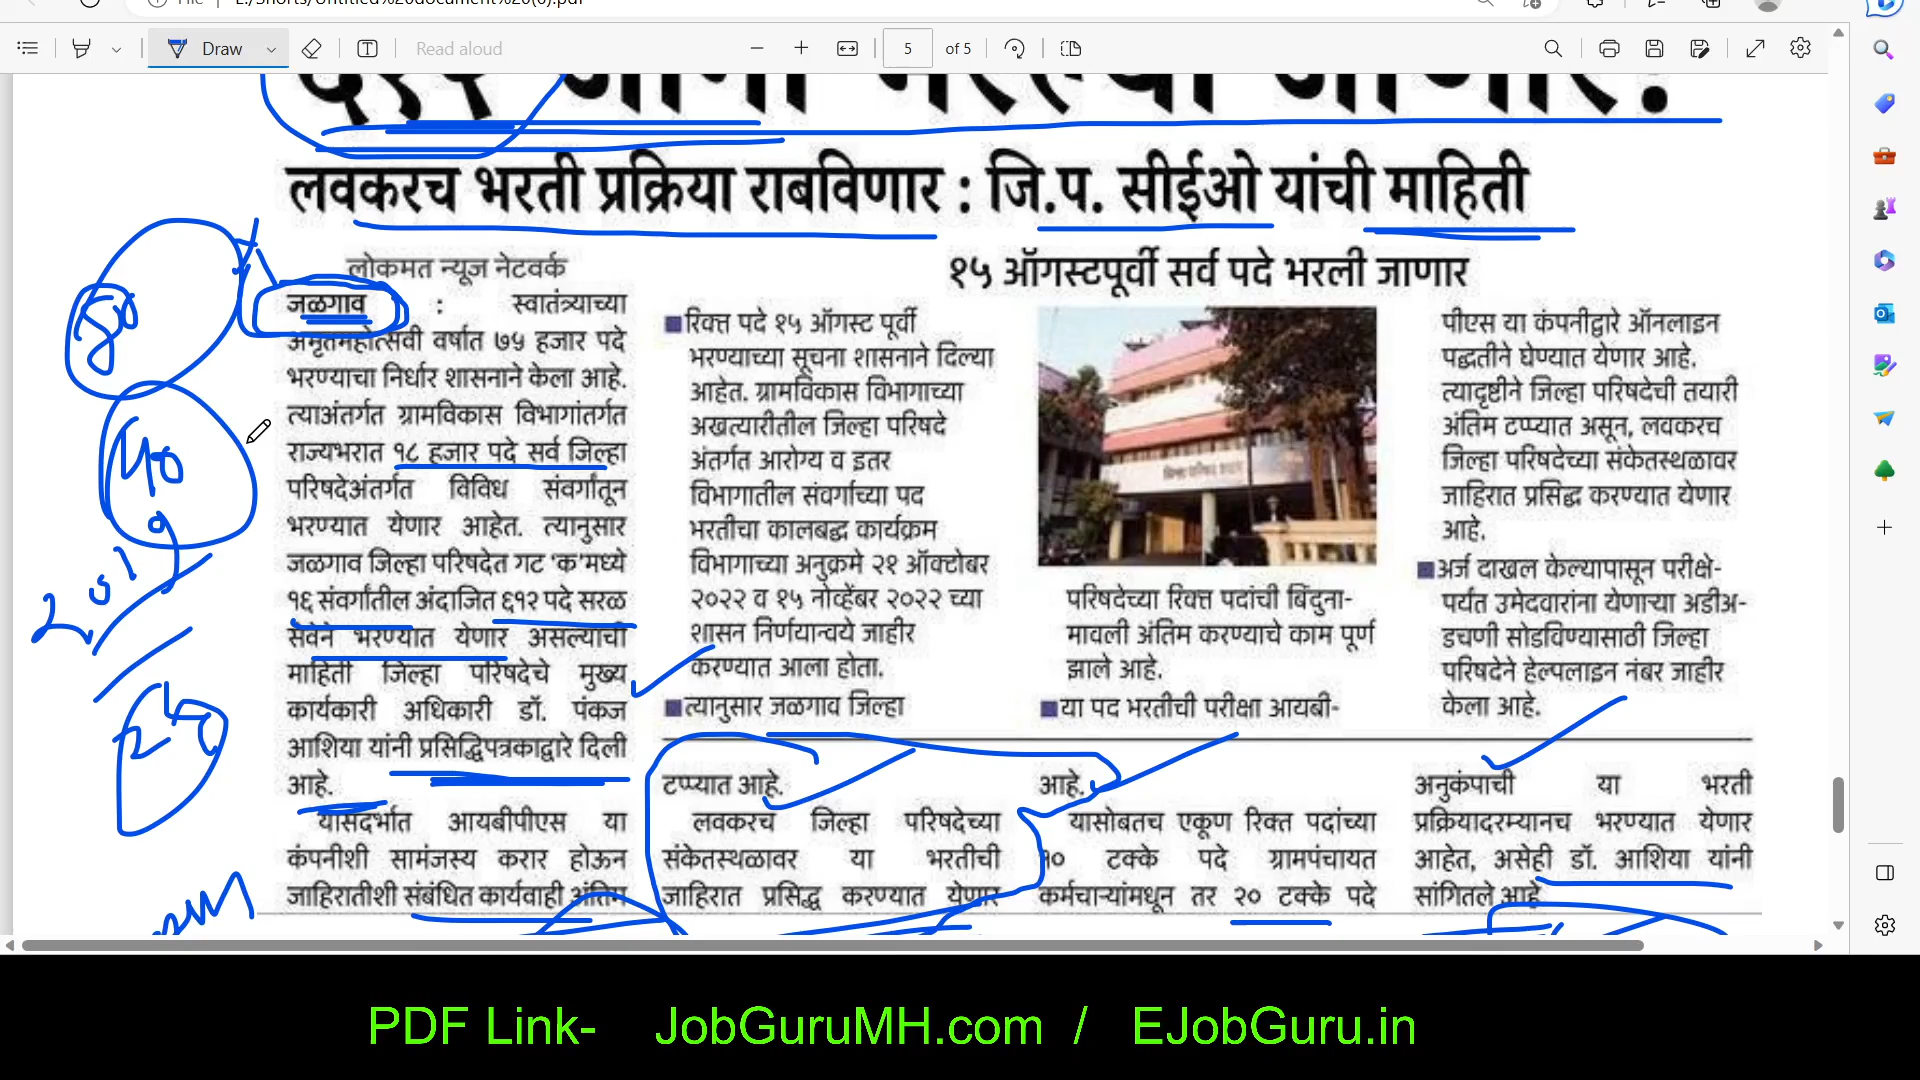 Draw
Read aloud
5 of 5
जागा भरल्या जाणार!
लवकरच भरती प्रक्रिया राबविणार : जि.प. सीईओ यांची माहिती
लोकमत न्यूज नेटवर्क
जळगाव : स्वातंत्र्याच्या
अमृतमहोत्सवी वर्षात ७५ हजार पदे
भरण्याचा निर्धार शासनाने केला आहे.
त्याअंतर्गत ग्रामविकास विभागांतर्गत
राज्यभरात १८ हजार पदे सर्व जिल्हा
परिषदेअंतर्गत विविध संवर्गातून
भरण्यात येणार आहेत. त्यानुसार
जळगाव जिल्हा परिषदेत गट ‘क’मध्ये
१६ संवर्गातील अंदाजित ६१२ पदे सरळ
सेवेने भरण्यात येणार असल्याची
माहिती जिल्हा परिषदेचे मुख्य
कार्यकारी अधिकारी डॉ. पंकज
आशिया यांनी प्रसिद्धिपत्रकाद्वारे दिली
आहे.
यासंदर्भात आयबीपीएस या
कंपनीशी सामंजस्य करार होऊन
जाहिरातीशी संबंधित कार्यवाही अंतिम
१५ ऑगस्टपूर्वी सर्व पदे भरली जाणार
रिक्त पदे १५ ऑगस्ट पूर्वी
भरण्याच्या सूचना शासनाने दिल्या
आहेत. ग्रामविकास विभागाच्या
अखत्यारीतील जिल्हा परिषदे
अंतर्गत आरोग्य व इतर
विभागातील संवर्गाच्या पद
भरतीचा कालबद्ध कार्यक्रम
विभागाच्या अनुक्रमे २१ ऑक्टोबर
२०२२ व १५ नोव्हेंबर २०२२ च्या
शासन निर्णयान्वये जाहीर
करण्यात आला होता.
त्यानुसार जळगाव जिल्हा
परिषदेच्या रिक्त पदांची बिंदुना-
मावली अंतिम करण्याचे काम पूर्ण
झाले आहे.
या पद भरतीची परीक्षा आयबी-
पीएस या कंपनीद्वारे ऑनलाइन
पद्धतीने घेण्यात येणार आहे.
त्यादृष्टीने जिल्हा परिषदेची तयारी
अंतिम टप्प्यात असून, लवकरच
जिल्हा परिषदेच्या संकेतस्थळावर
जाहिरात प्रसिद्ध करण्यात येणार
आहे.
अर्ज दाखल केल्यापासून परीक्षे-
पर्यंत उमेदवारांना येणाऱ्या अडीअ-
डचणी सोडविण्यासाठी जिल्हा
परिषदेने हेल्पलाइन नंबर जाहीर
केला आहे.
टप्प्यात आहे.
लवकरच जिल्हा परिषदेच्या
संकेतस्थळावर या भरतीची
जाहिरात प्रसिद्ध करण्यात येणार
आहे.
यासोबतच एकूण रिक्त पदांच्या
१० टक्के पदे ग्रामपंचायत
कर्मचाऱ्यांमधून तर २० टक्के पदे
अनुकंपाची या भरती
प्रक्रियादरम्यानच भरण्यात येणार
आहेत, असेही डॉ. आशिया यांनी
सांगितले आहे
80
40
PDF Link- JobGuruMH.com / EJobGuru.in